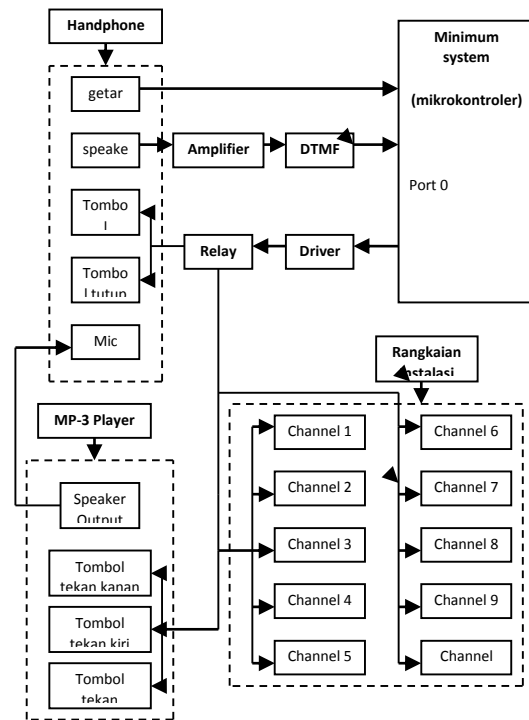 Handphone
getar
speake
Tombo
l
Tombo
l tutup
Mic
Amplifier
DTMF
Relay
Driver
Minimum
system
(mikrokontroler)
Port 0
MP-3 Player
Speaker
Output
Tombol
tekan kanan
Tombol
tekan kiri
Tombol
tekan
Rangkaian
instalasi
Channel 1
Channel 2
Channel 3
Channel 4
Channel 5
Channel 6
Channel 7
Channel 8
Channel 9
Channel